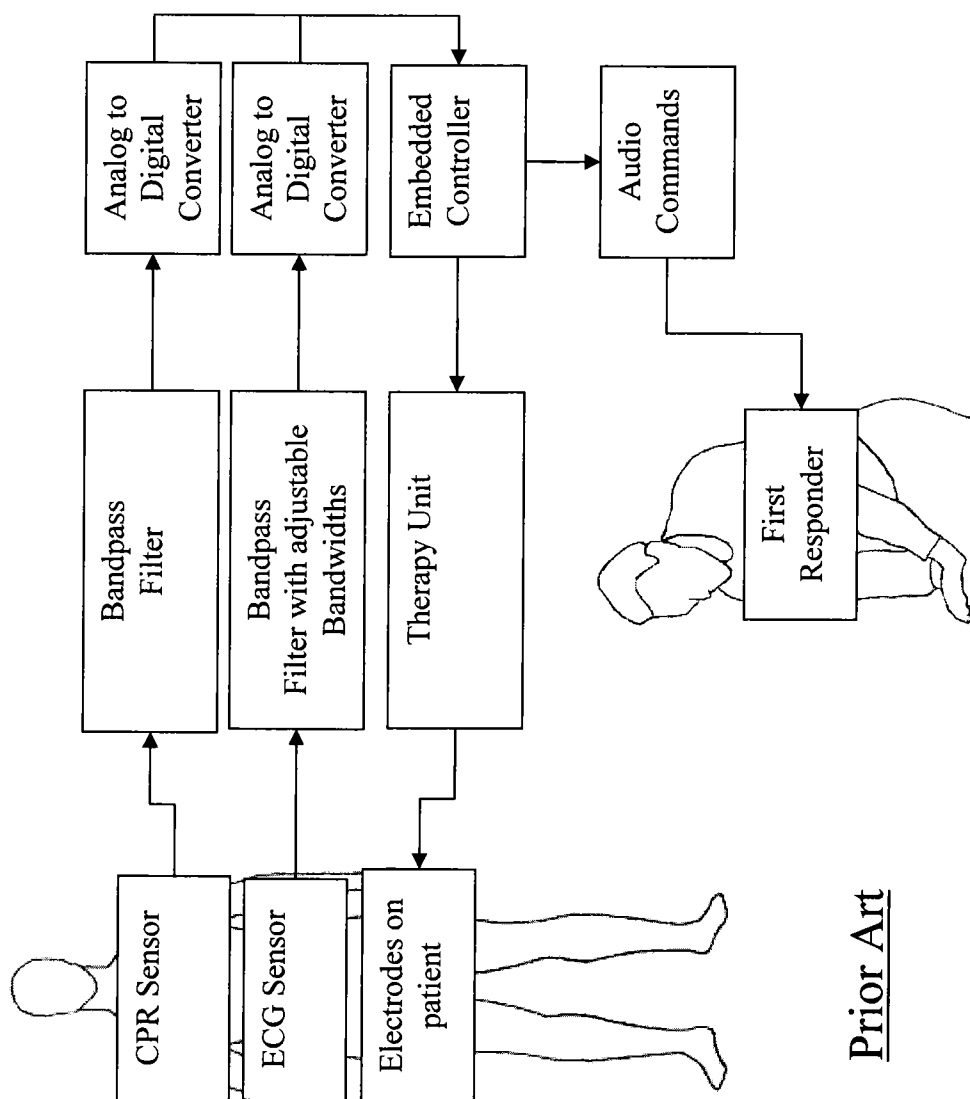 CPR Sensor
Bandpass
Filter
Analog to
Digital
Converter
ECG Sensor
Bandpass
Filter with adjustable
Bandwidths
Analog to
Digital
Converter
Electrodes on
patient
Therapy Unit
Embedded
Controller
Audio
Commands
First
Responder
Prior Art